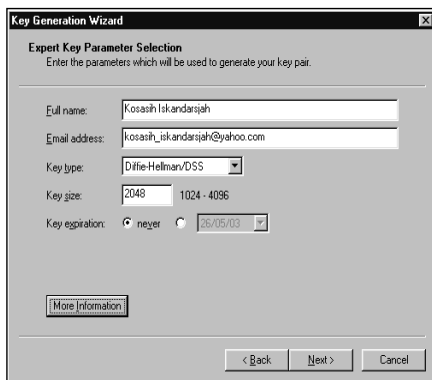 Key Generation Wizard
Expert Key Parameter Selection
Enter the parameters which will be used to generate your key pair.
Full name: Kosasih Iskandarsjah
Email address: kosasih_iskandarsjah@yahoo.com
Key type: Diffie-Hellman/DSS
Key size: 2048 1024 - 4096
Key expiration: never 26/05/03
More Information
< Back Next > Cancel